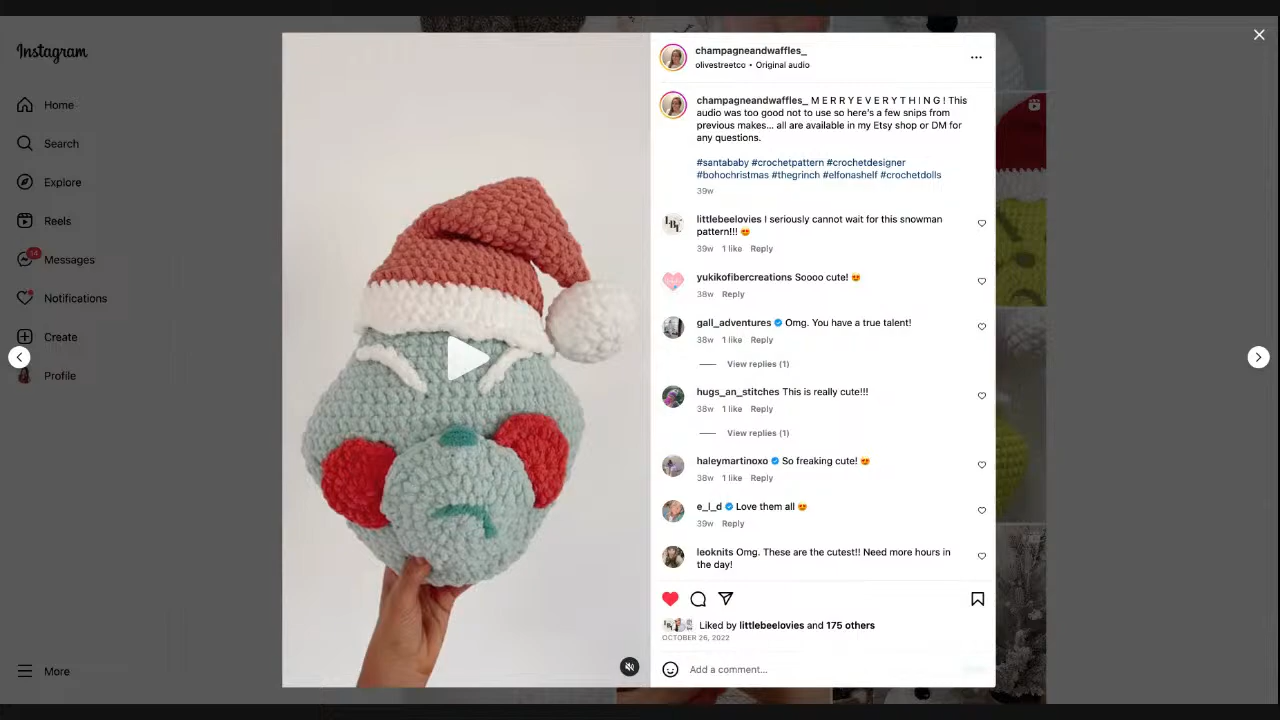 Instagram
Home
Search
Explore
Reels
14
Messages
Notifications
Create
Profile
More
champagneandwaffles_
olivestreetco • Original audio
champagneandwaffles_ M E R R Y E V E R Y T H I N G ! This
audio was too good not to use so here's a few snips from
previous makes... all are available in my Etsy shop or DM for
any questions.
#santababy #crochetpattern #crochetdesigner
#bohochristmas #thegrinch #elfonashelf #crochetdolls
39w
littlebeelovies I seriously cannot wait for this snowman
pattern!!! 😍
39w 1 like Reply
yukikofibercreations Soooo cute! 😍
38w Reply
gall_adventures Omg. You have a true talent!
38w 1 like Reply
View replies (1)
hugs_an_stitches This is really cute!!!
38w 1 like Reply
View replies (1)
haleymartinoxo So freaking cute! 😍
38w 1 like Reply
e_l_d Love them all 😍
39w Reply
leoknits Omg. These are the cutest!! Need more hours in
the day!
Liked by littlebeelovies and 175 others
OCTOBER 26, 2022
Add a comment...